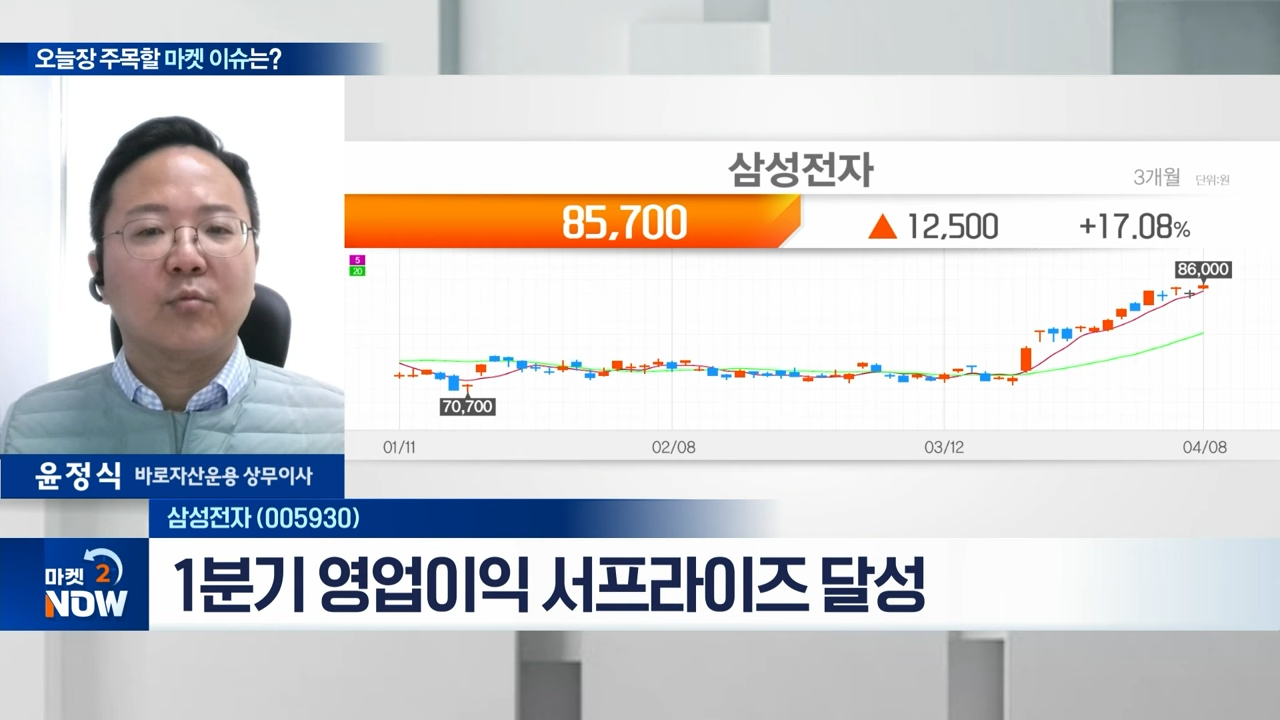 오늘장 주목할 마켓 이슈는?
삼성전자
3개월 단위:원
85,700 ▲ 12,500 +17.08%
5
20
86,000
70,700
01/11 02/08 03/12 04/08
윤정식 바로자산운용 상무이사
삼성전자 (005930)
마켓 2
NOW
1분기 영업이익 서프라이즈 달성